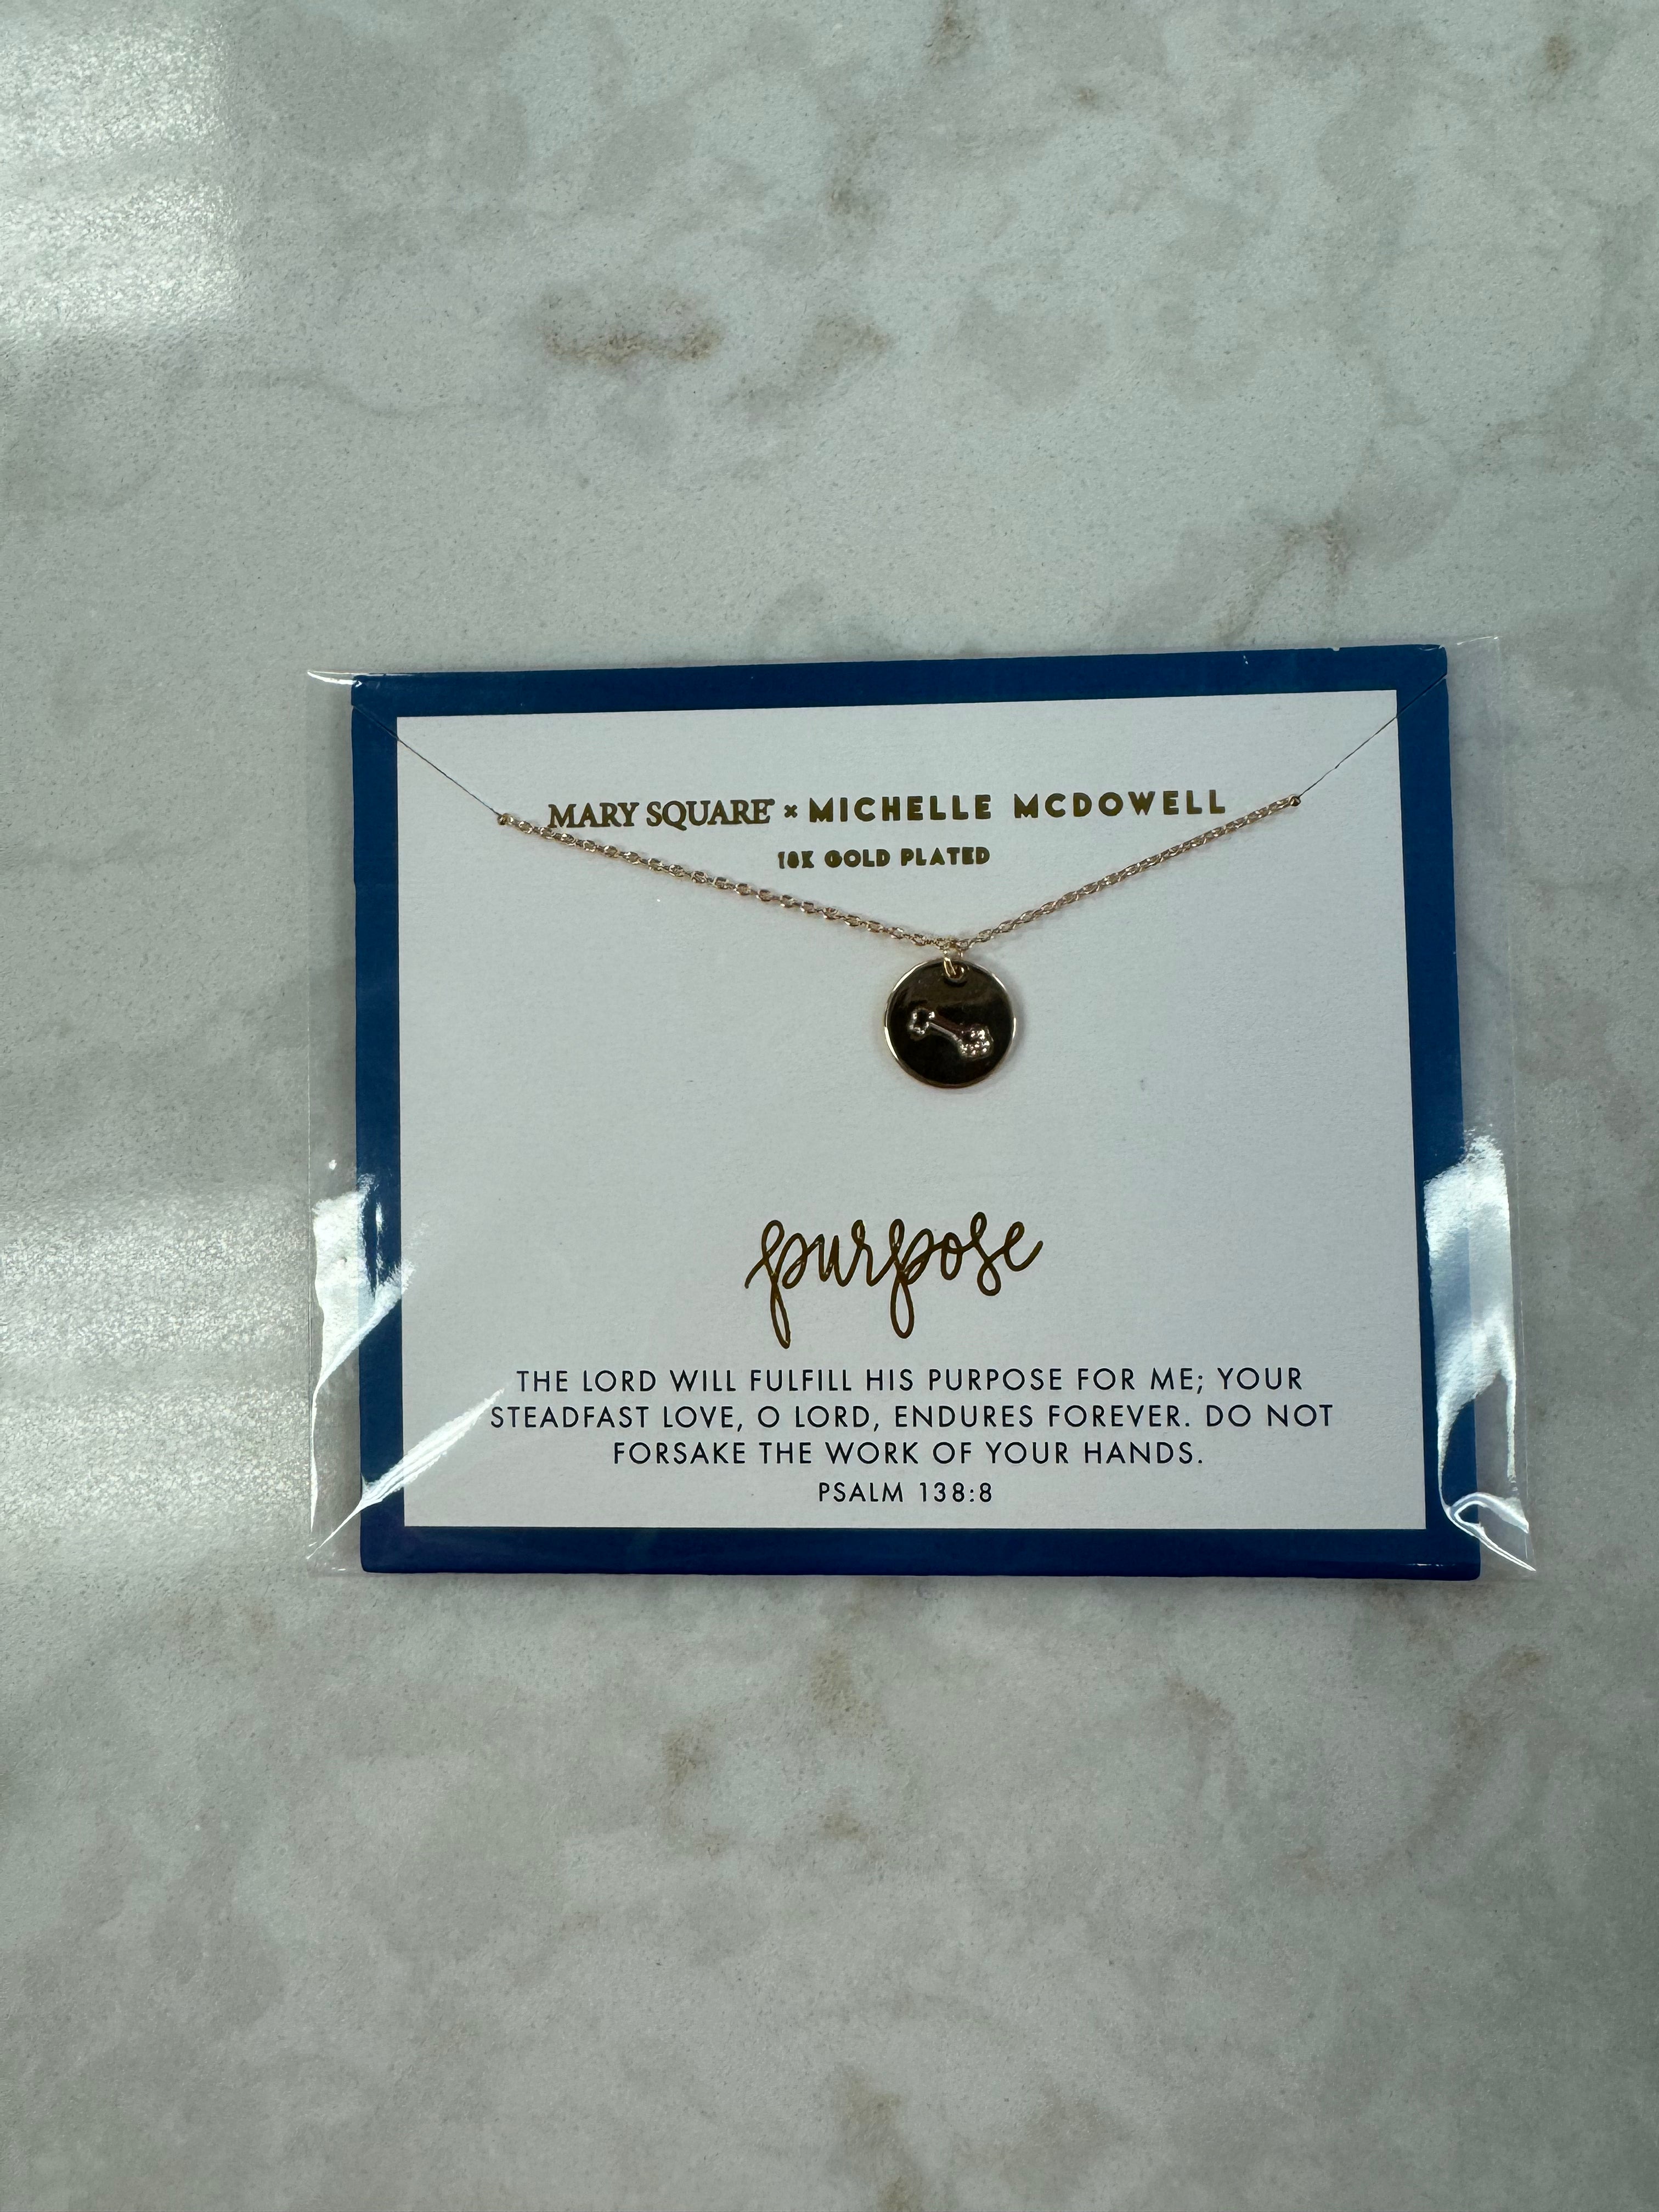 MARY SQUARE® × MICHELLE MCDOWELL
18K GOLD PLATED
purpose
THE LORD WILL FULFILL HIS PURPOSE FOR ME; YOUR
STEADFAST LOVE, O LORD, ENDURES FOREVER. DO NOT
FORSAKE THE WORK OF YOUR HANDS.
PSALM 138:8